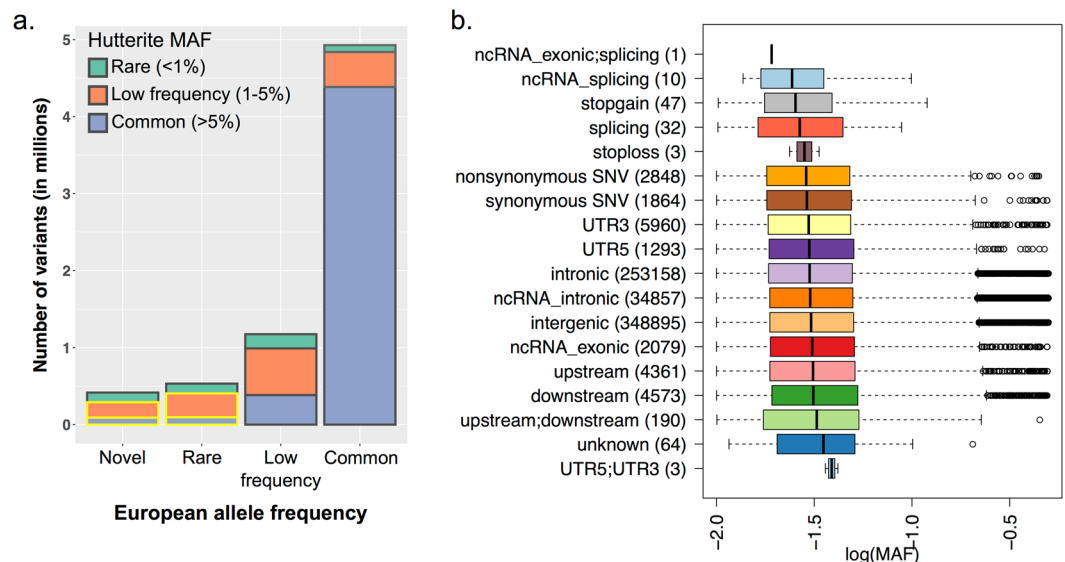 a.
Hutterite MAF
Rare (<1%)
Low frequency (1-5%)
Common (>5%)
Number of variants (in millions)
5
4
3
2
1
0
Novel
Rare
Low
frequency
Common
European allele frequency
b.
ncRNA_exonic;splicing (1)
ncRNA_splicing (10)
stopgain (47)
splicing (32)
stoploss (3)
nonsynonymous SNV (2848)
synonymous SNV (1864)
UTR3 (5960)
UTR5 (1293)
intronic (253158)
ncRNA_intronic (34857)
intergenic (348895)
ncRNA_exonic (2079)
upstream (4361)
downstream (4573)
upstream;downstream (190)
unknown (64)
UTR5;UTR3 (3)
-2.0
-1.5
-1.0
-0.5
log(MAF)